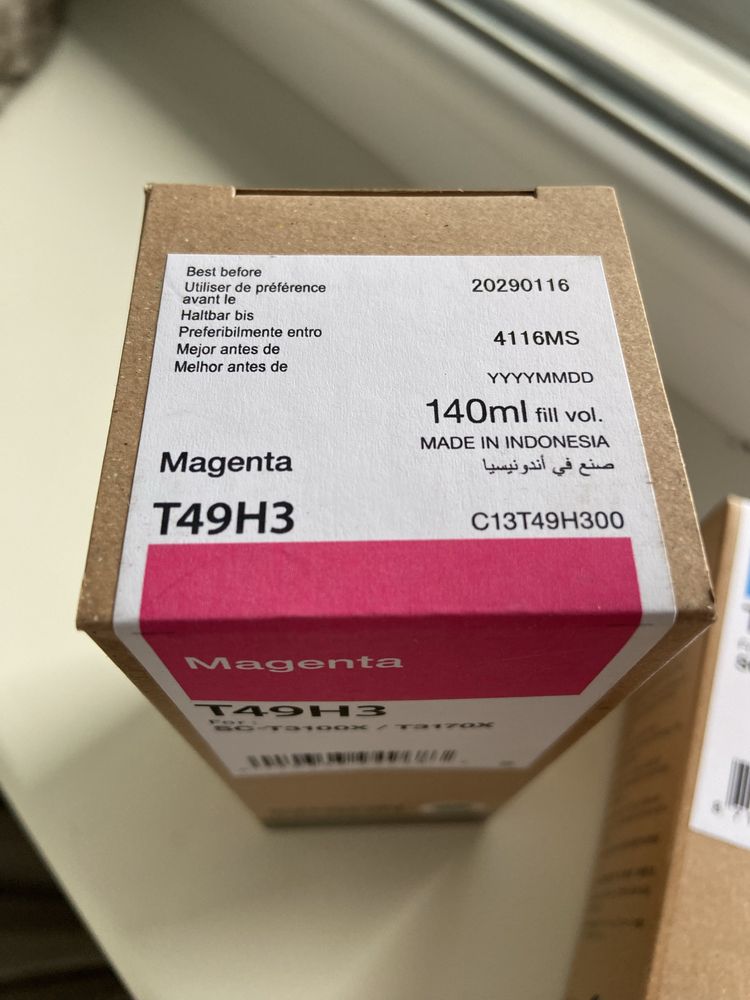 Best before
Utiliser de préférence
avant le
Haltbar bis
Preferibilmente entro
Mejor antes de
Melhor antes de
20290116
4116MS
YYYYMMDD
140ml fill vol.
MADE IN INDONESIA
صنع في أندونيسيا
Magenta
T49H3
C13T49H300
Magenta
T49H3
For :
SC-T3100X / T3170X